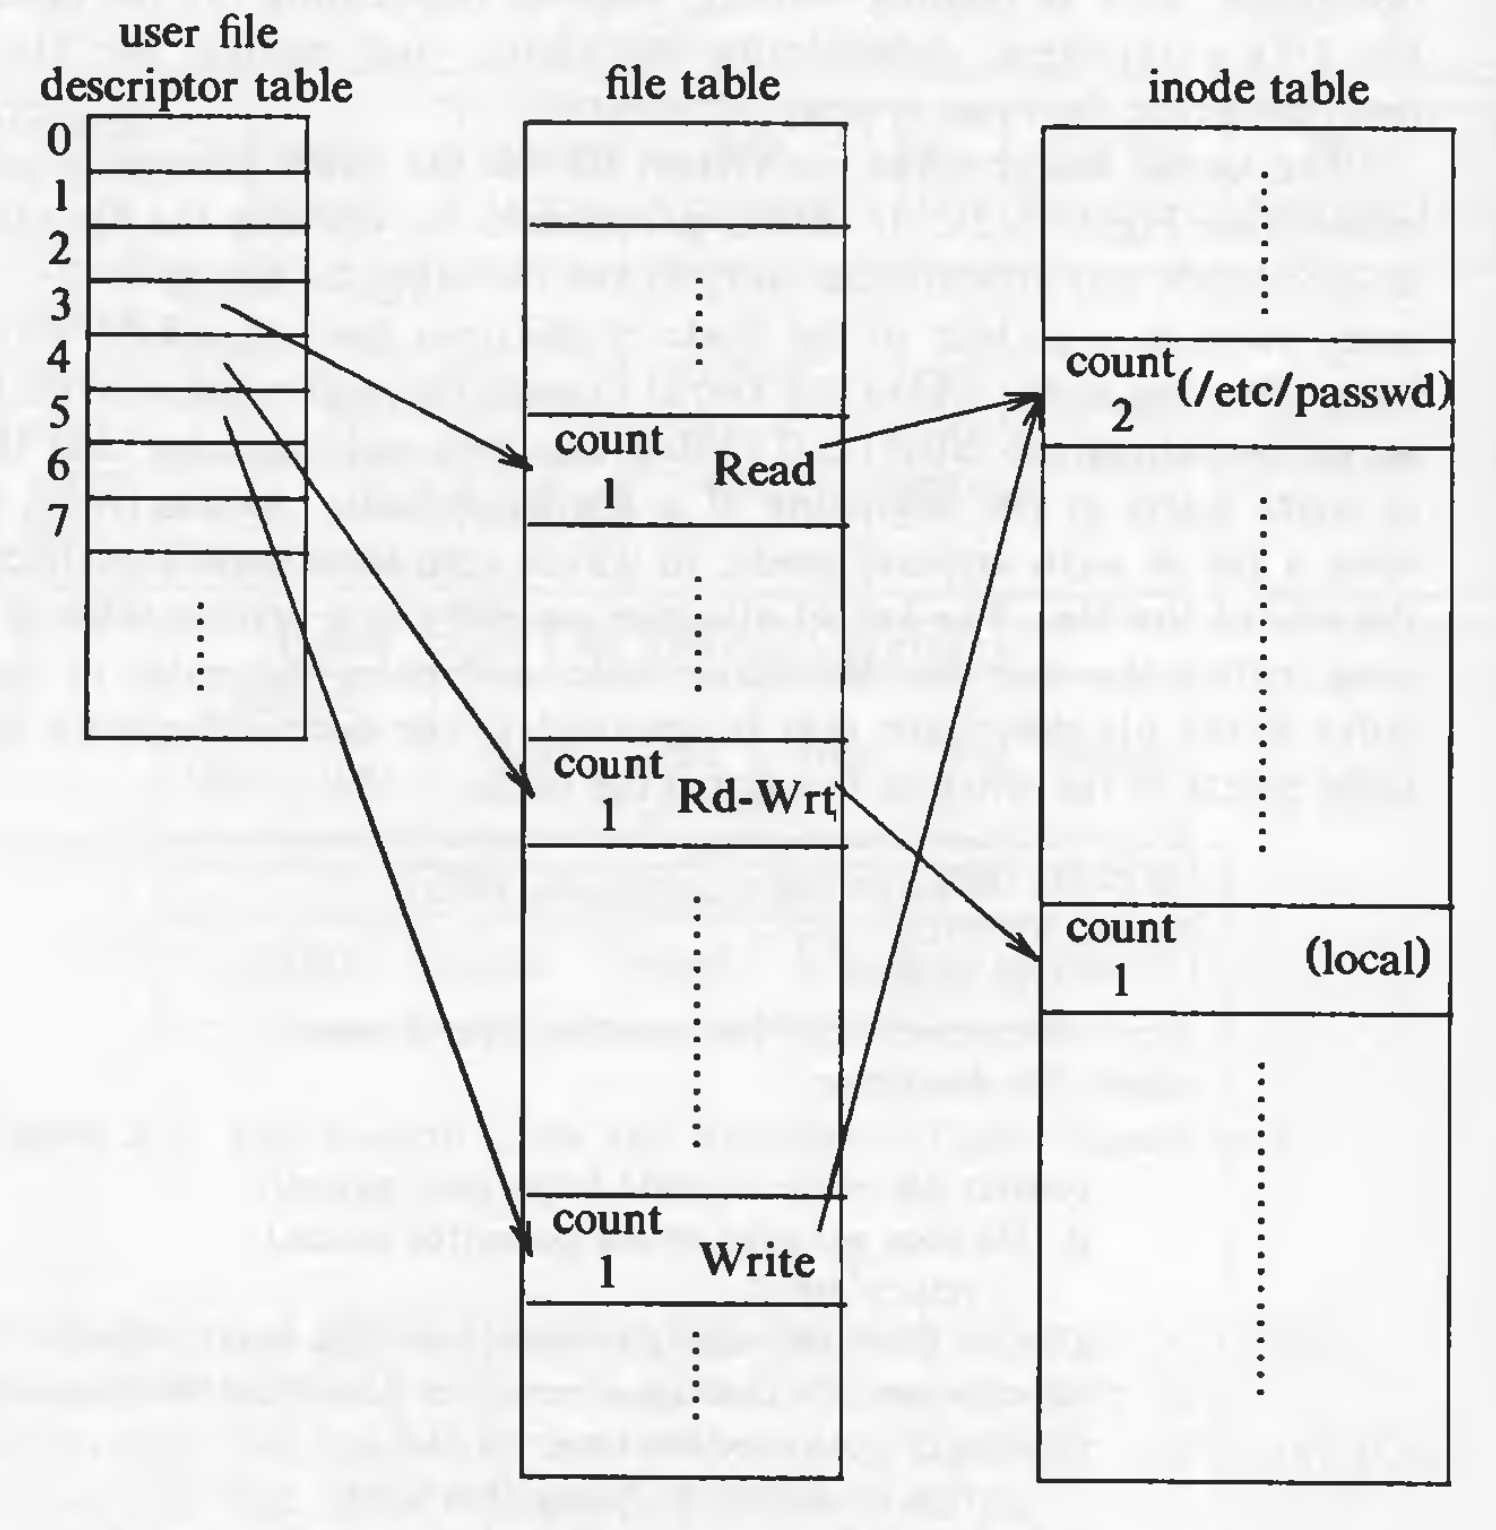 user file
descriptor table
0
1
2
3
4
5
6
7
file table
count
1
Read
count
1
Rd-Wrt
count
1
Write
inode table
count
2
(/etc/passwd)
count
1
(local)